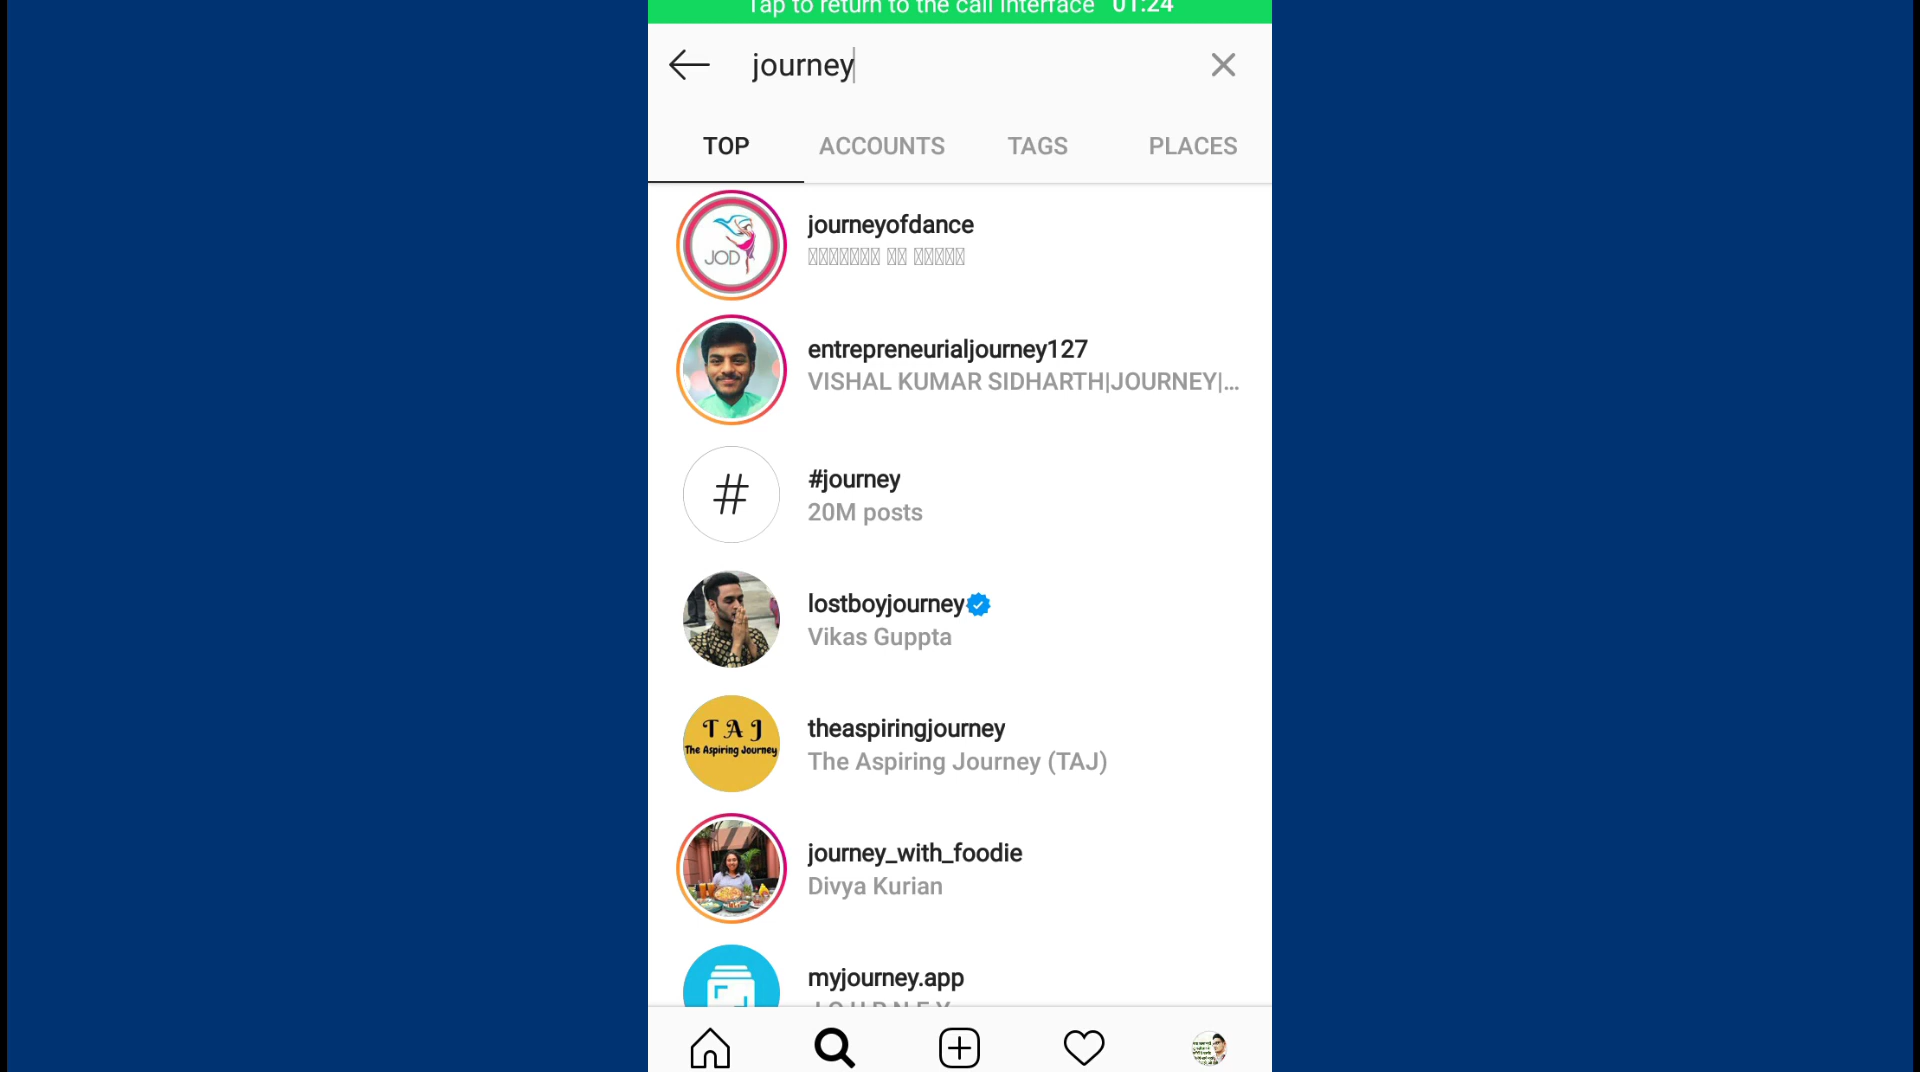 Tap to return to the call interface 01:24
journey
TOP ACCOUNTS TAGS PLACES
JOD
journeyofdance
entrepreneurialjourney127
VISHAL KUMAR SIDHARTH|JOURNEY|...
#
#journey
20M posts
lostboyjourney
Vikas Guppta
T A J
The Aspiring Journey
theaspiringjourney
The Aspiring Journey (TAJ)
journey_with_foodie
Divya Kurian
myjourney.app
J O U R N E Y